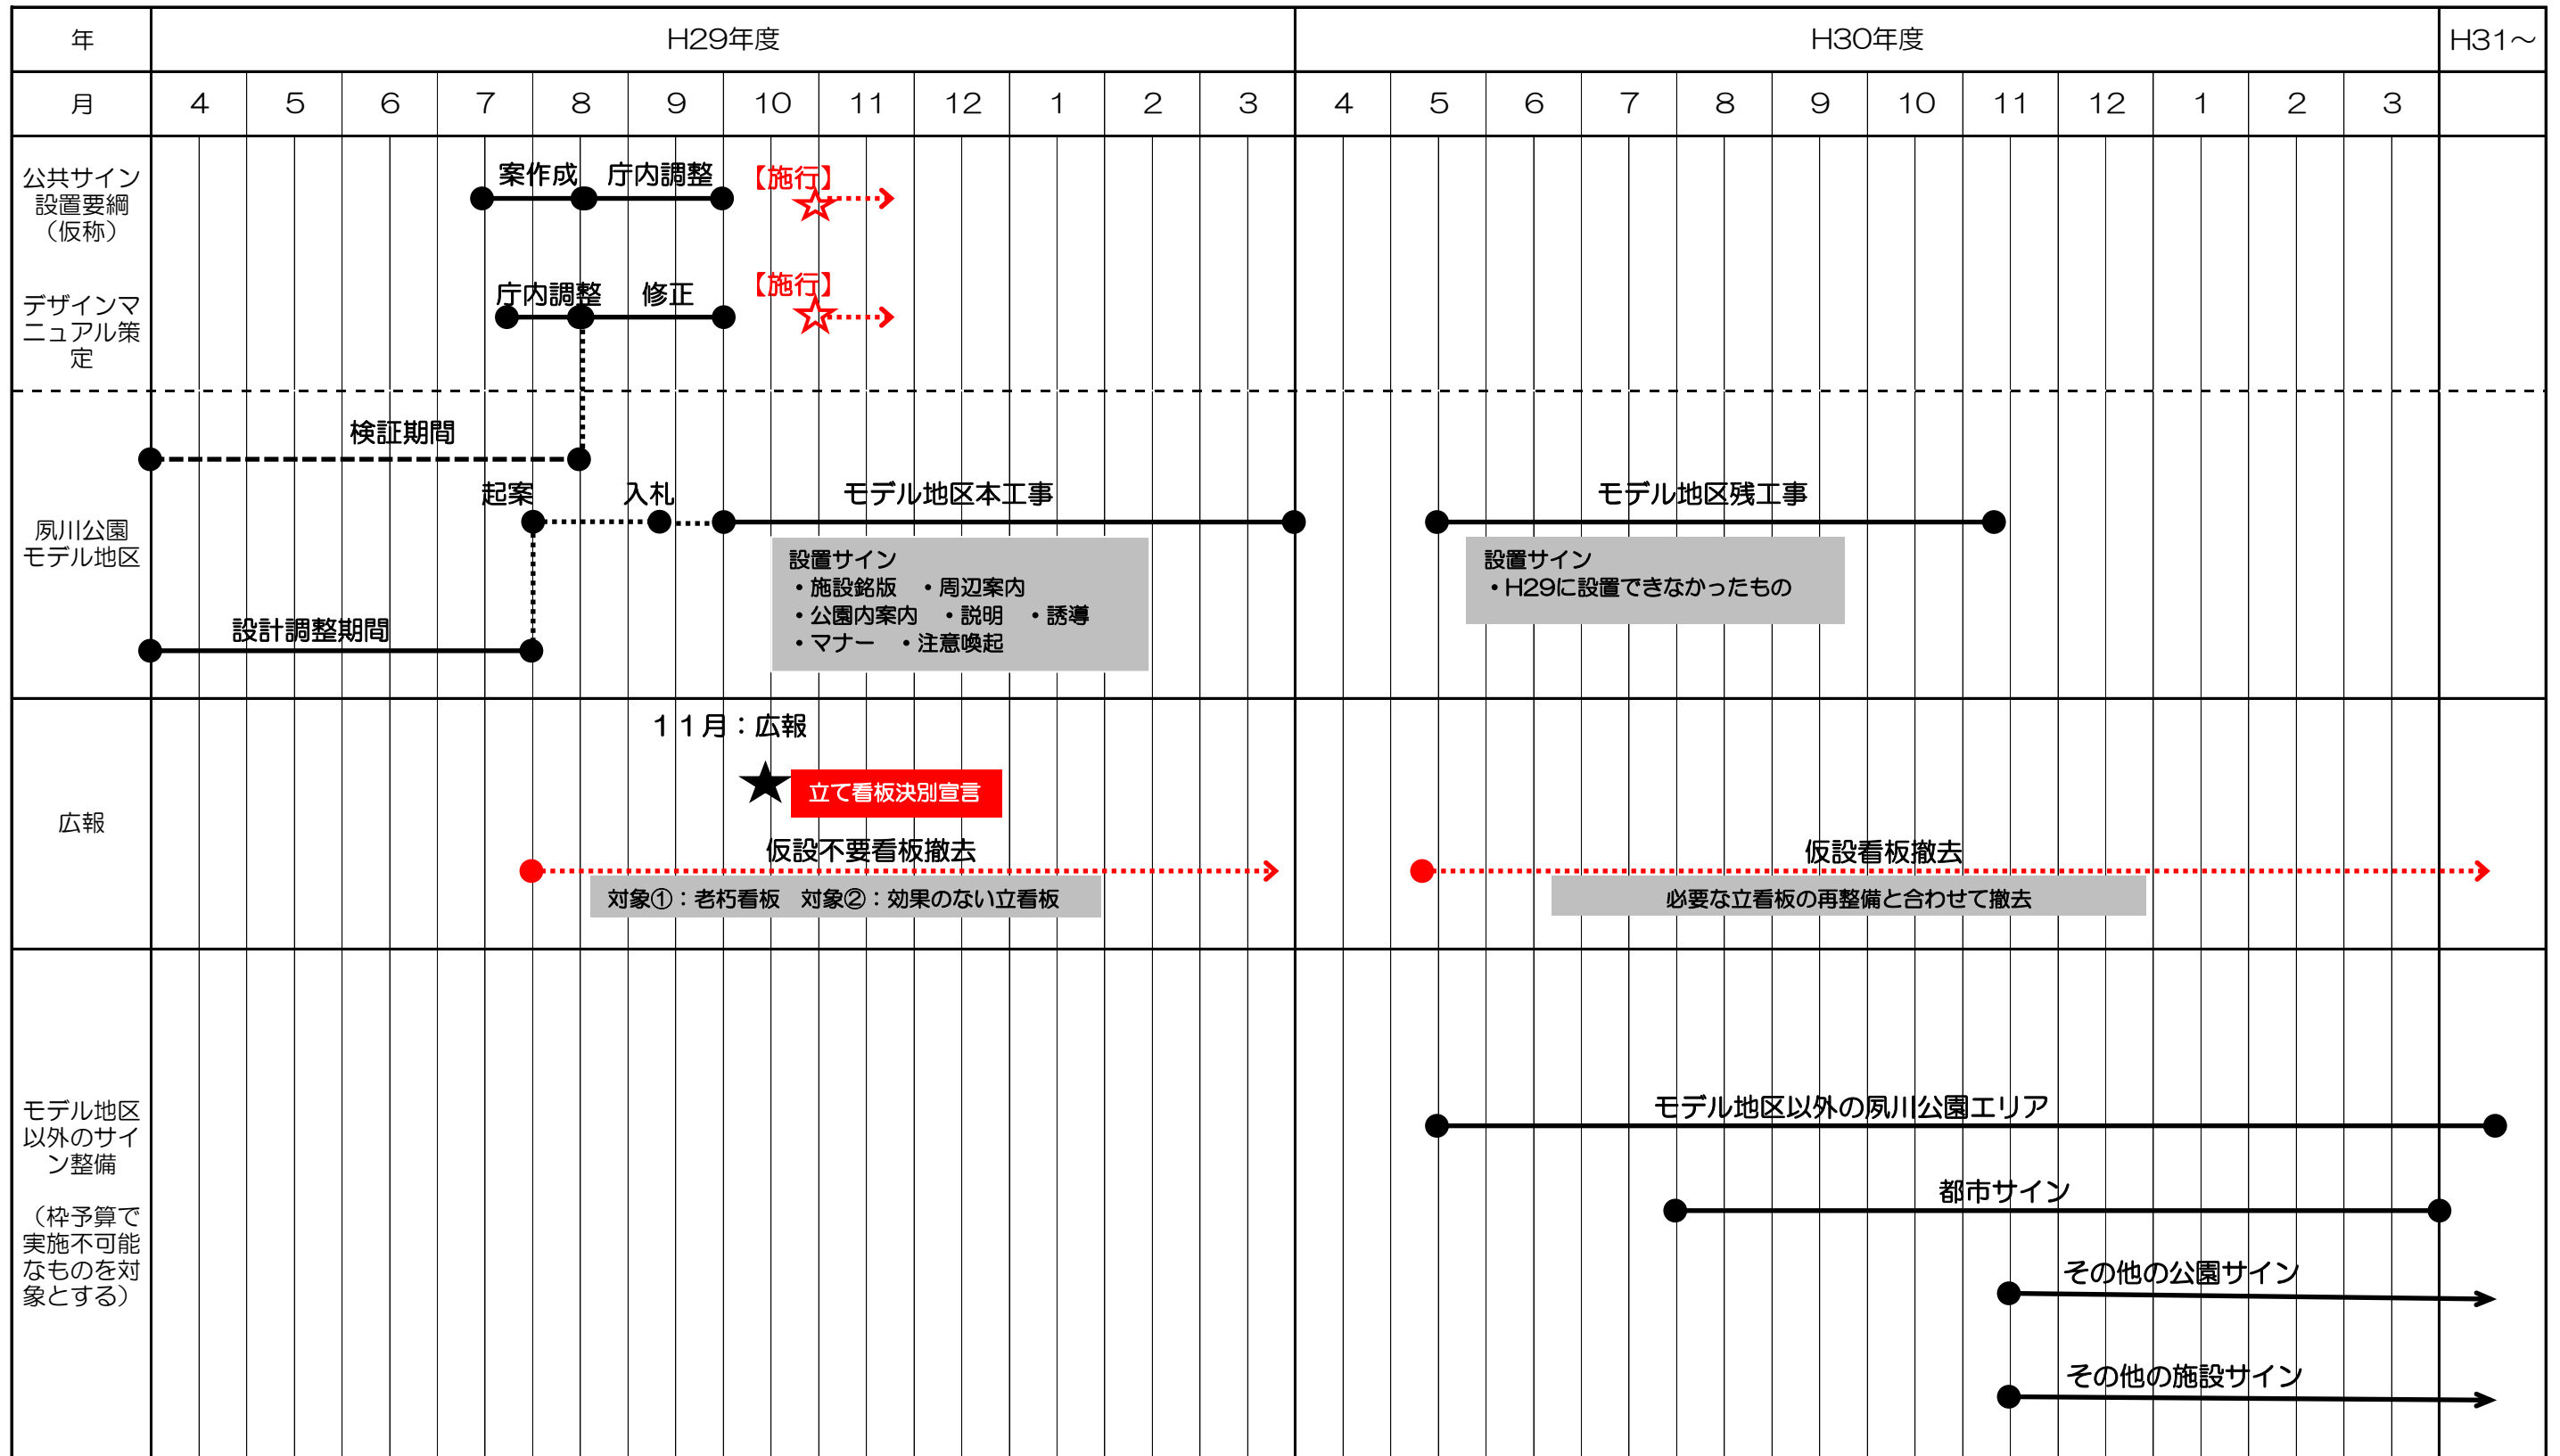 年
H29年度
H30年度
H31～
月
4 5 6 7 8 9 10 11 12 1 2 3 4 5 6 7 8 9 10 11 12 1 2 3
公共サイン
設置要綱
（仮称）
案作成
庁内調整
【施行】
デザインマ
ニュアル策
定
庁内調整
修正
【施行】
夙川公園
モデル地区
検証期間
起案
入札
モデル地区本工事
モデル地区残工事
設置サイン
・施設銘版 ・周辺案内
・公園内案内 ・説明 ・誘導
・マナー ・注意喚起
設置サイン
・H29に設置できなかったもの
設計調整期間
広報
１１月：広報
立て看板決別宣言
仮設不要看板撤去
対象①：老朽看板 対象②：効果のない立看板
仮設看板撤去
必要な立看板の再整備と合わせて撤去
モデル地区
以外のサイ
ン整備
（枠予算で
実施不可能
なものを対
象とする）
モデル地区以外の夙川公園エリア
都市サイン
その他の公園サイン
その他の施設サイン